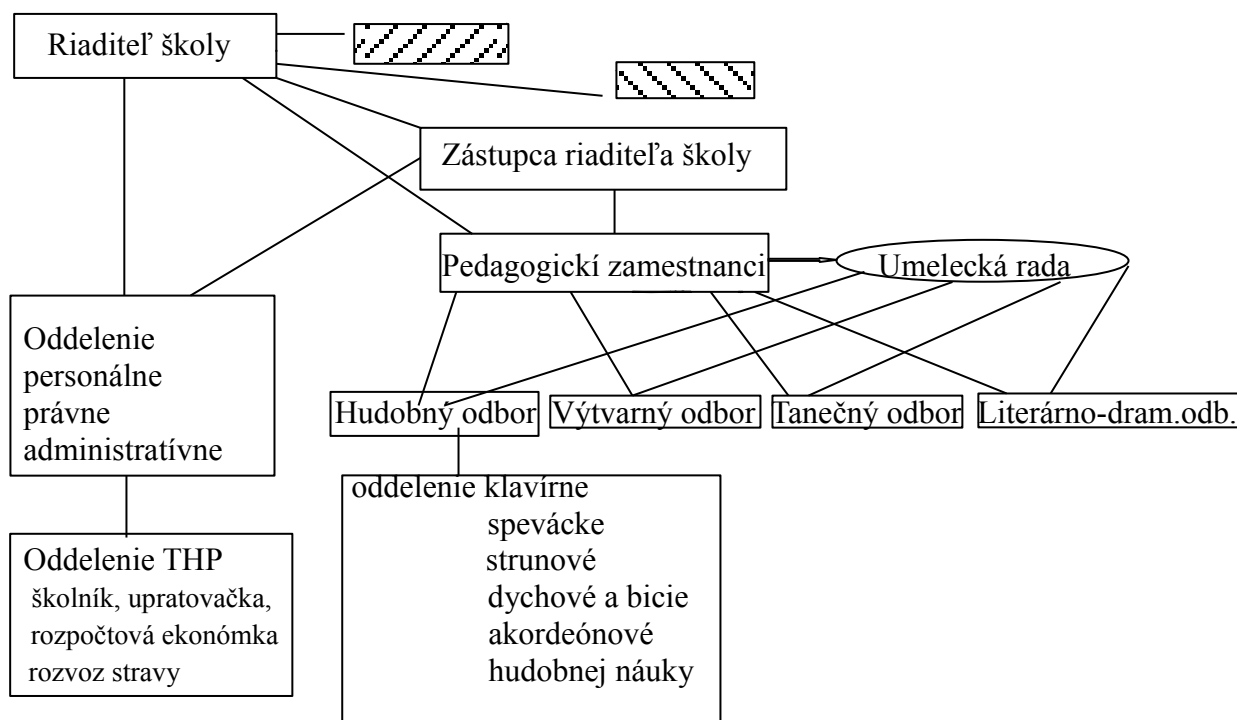 Riaditeľ školy
Zástupca riaditeľa školy
Pedagogickí zamestnanci
Umelecká rada
Oddelenie
personálne
právne
administratívne
Hudobný odbor
Výtvarný odbor
Tanečný odbor
Literárno-dram.odb.
oddelenie klavírne
spevácke
strunové
dychové a bicie
akordeónové
hudobnej náuky
Oddelenie THP
školník, upratovačka,
rozpočtová ekonómka
rozvoz stravy